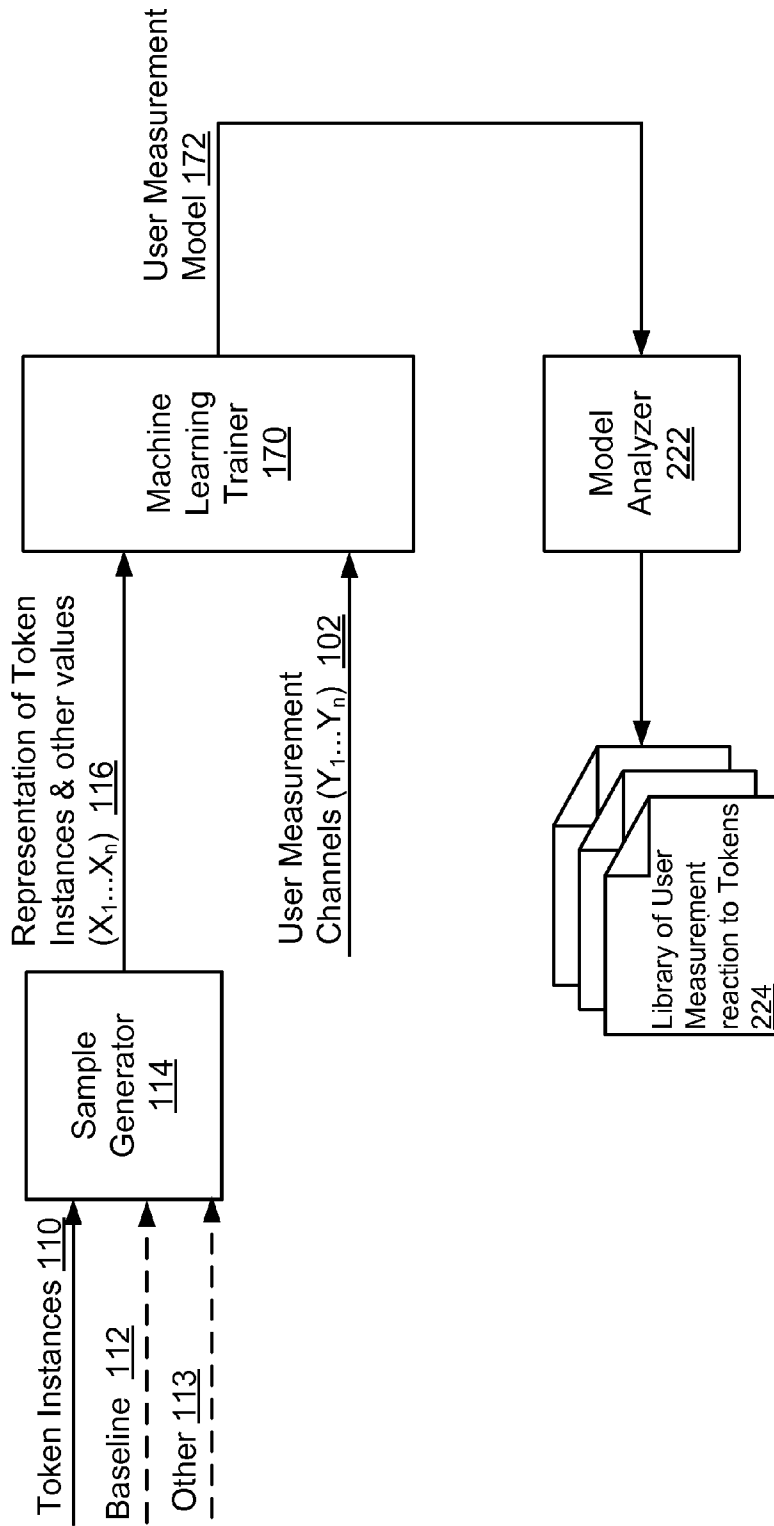 Token Instances 110
Baseline 112
Other 113
Sample
Generator
114
Representation of Token
Instances & other values
(X₁...Xₙ) 116
User Measurement
Channels (Y₁...Yₙ) 102
Machine
Learning
Trainer
170
User Measurement
Model 172
Model
Analyzer
222
Library of User
Measurement
reaction to Tokens
224